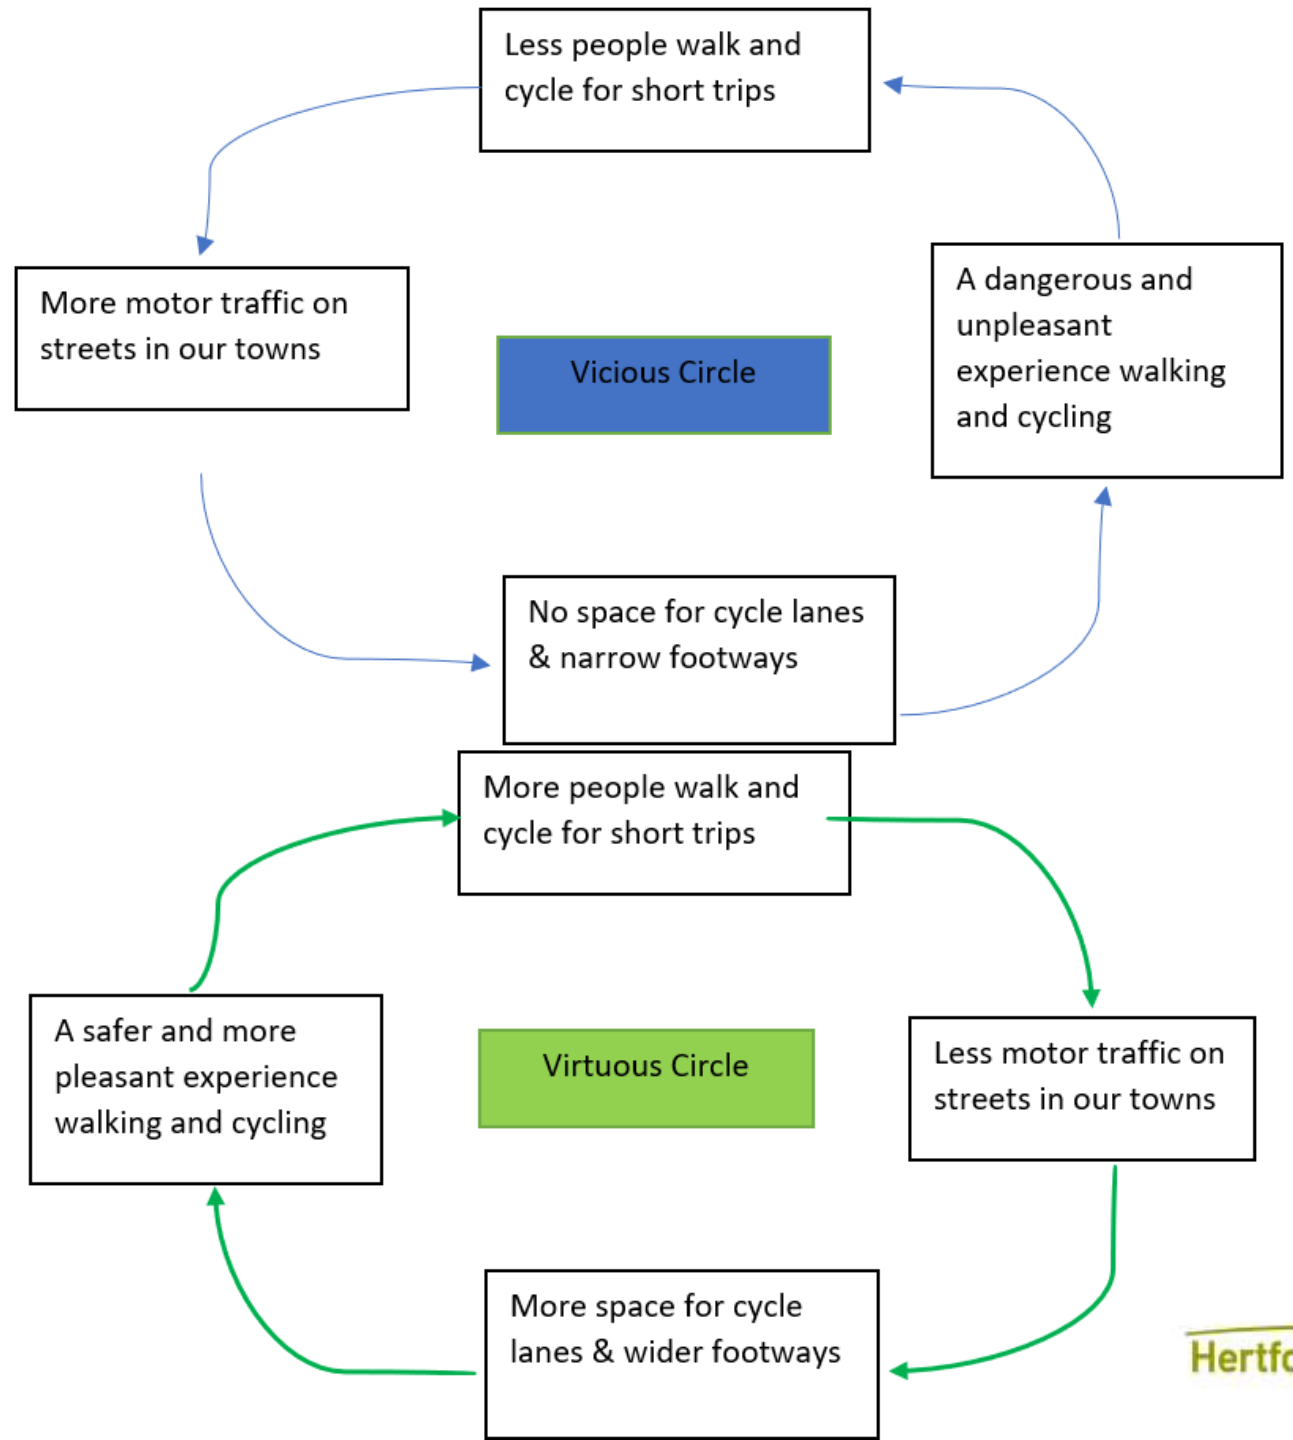 Less people walk and
cycle for short trips
More motor traffic on
streets in our towns
Vicious Circle
A dangerous and
unpleasant
experience walking
and cycling
No space for cycle lanes
& narrow footways
More people walk and
cycle for short trips
A safer and more
pleasant experience
walking and cycling
Virtuous Circle
Less motor traffic on
streets in our towns
More space for cycle
lanes & wider footways